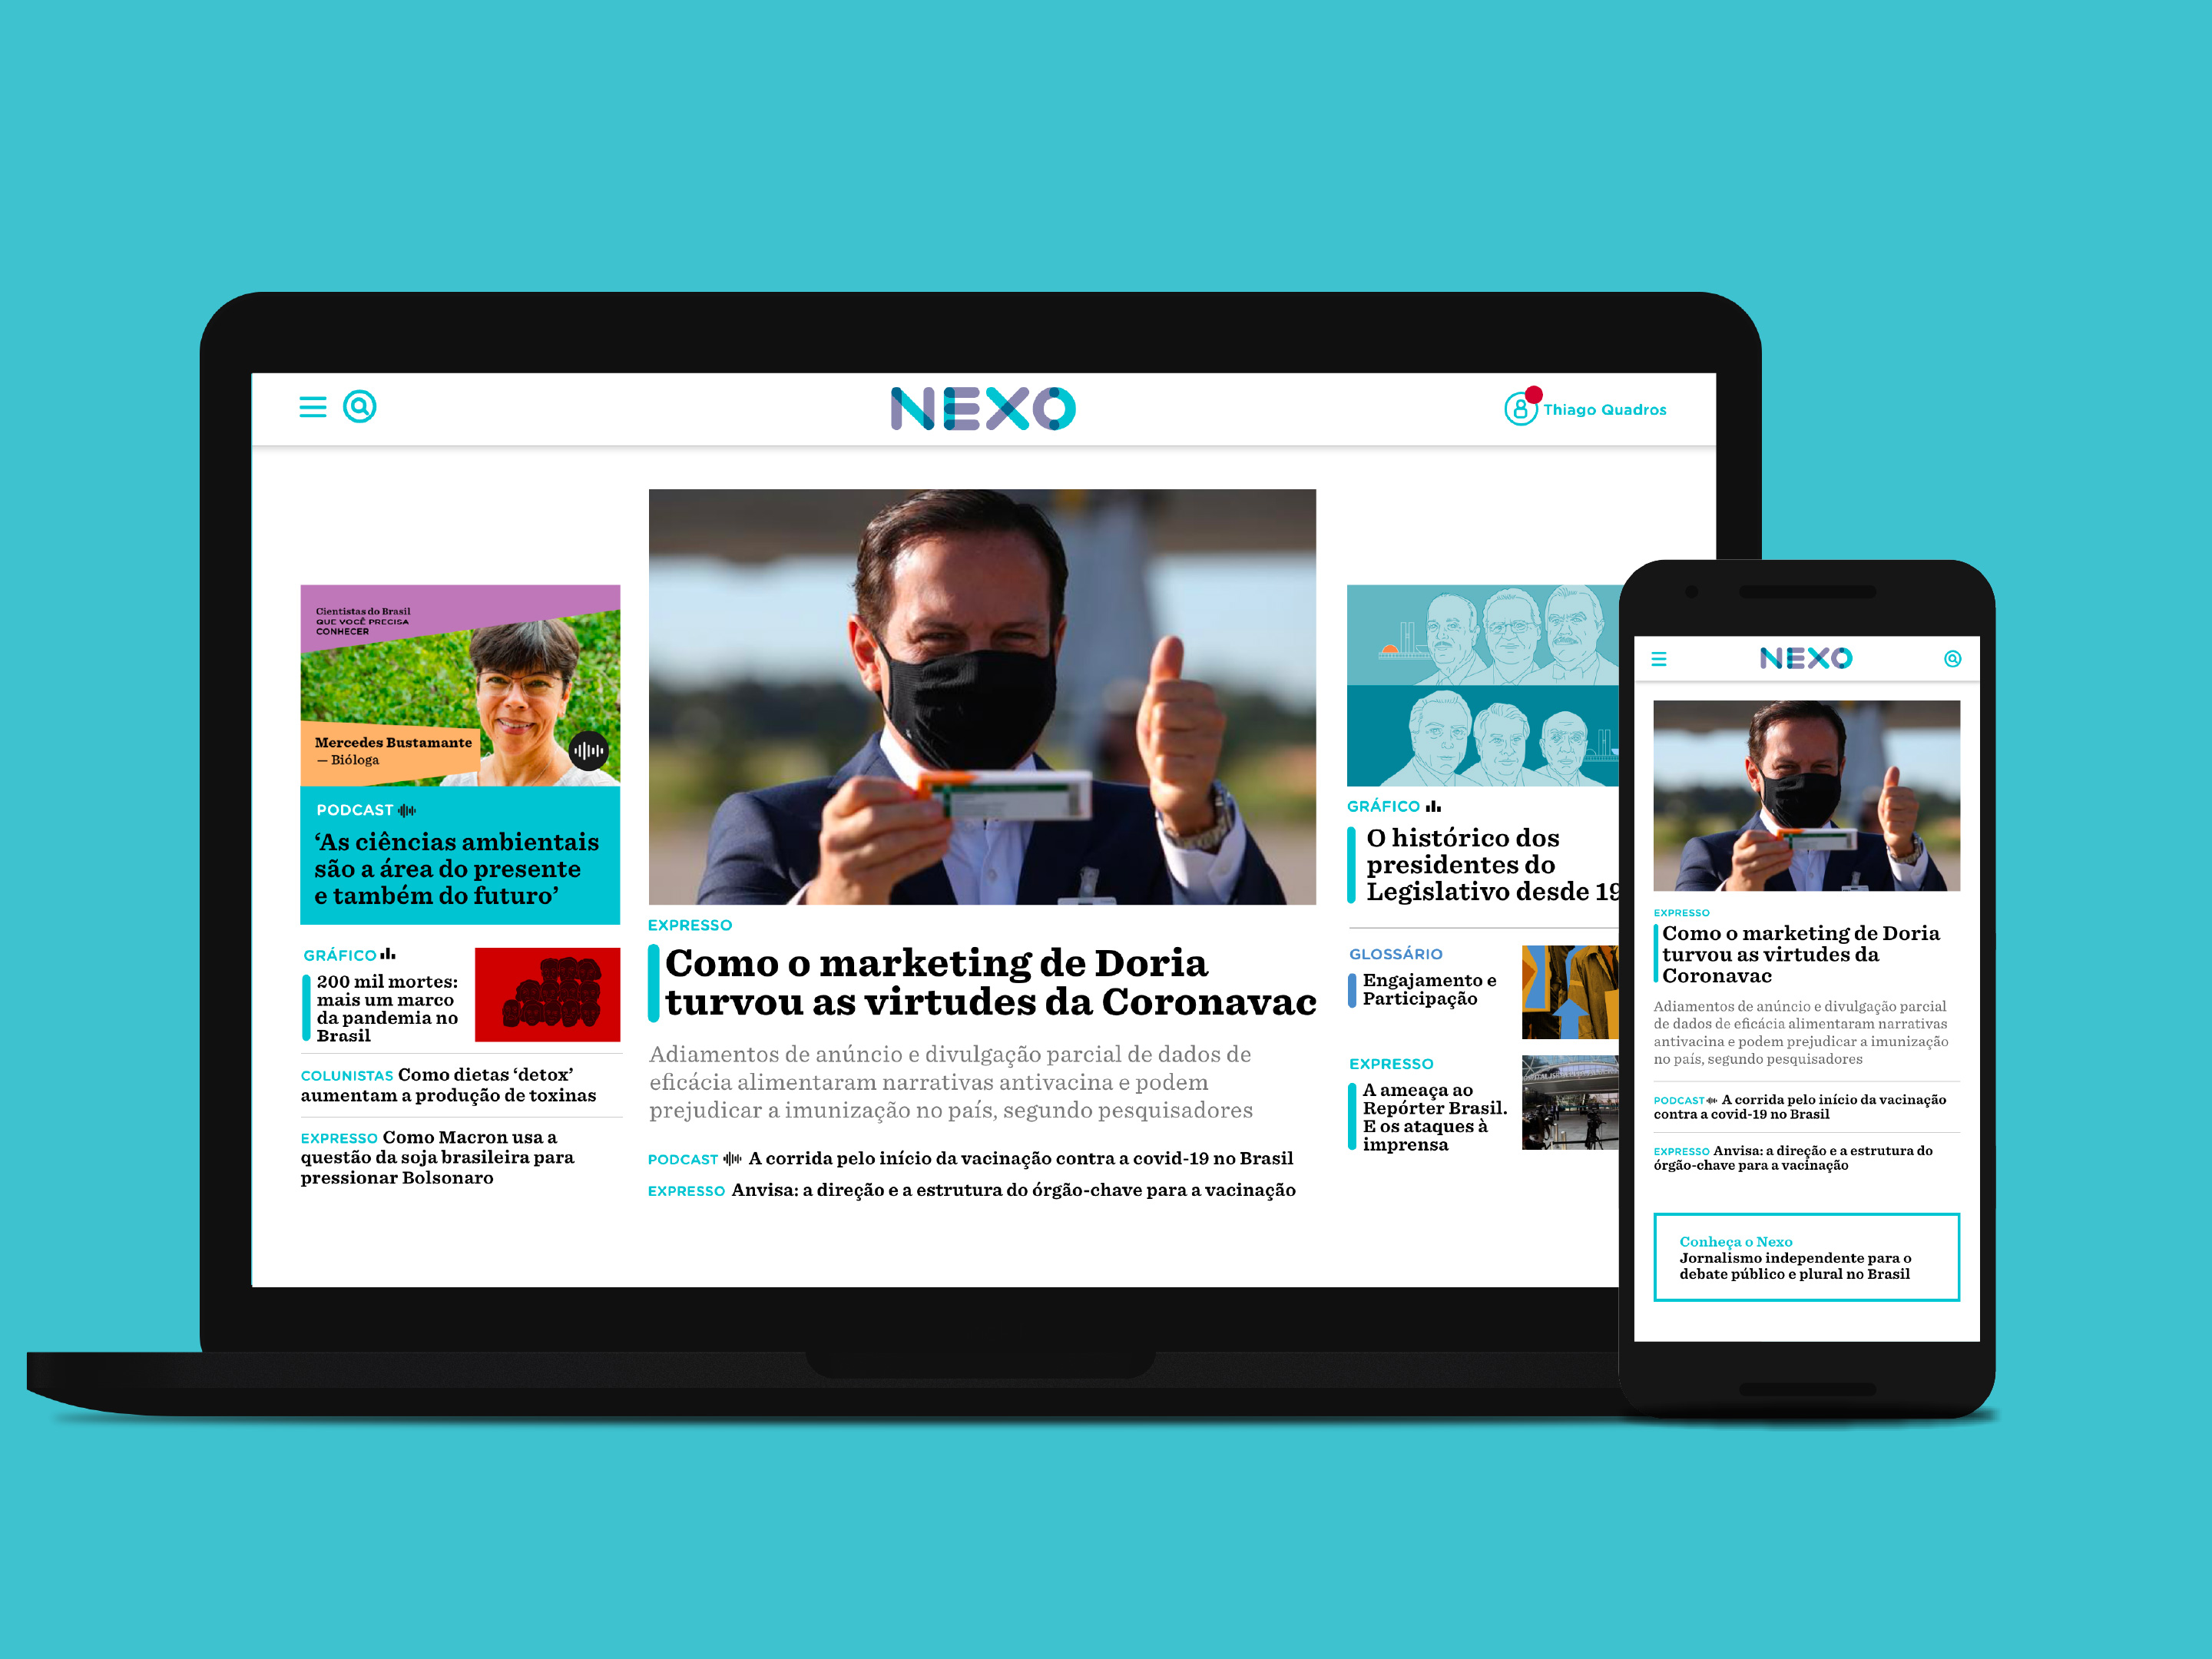 NEXO
Thiago Quadros
Cientistas do Brasil
QUE VOCÊ PRECISA
CONHECER
Mercedes Bustamante
— Bióloga
PODCAST
‘As ciências ambientais
são a área do presente
e também do futuro’
GRÁFICO
200 mil mortes:
mais um marco
da pandemia no
Brasil
COLUNISTAS Como dietas ‘detox’
aumentam a produção de toxinas
EXPRESSO Como Macron usa a
questão da soja brasileira para
pressionar Bolsonaro
EXPRESSO
Como o marketing de Doria
turvou as virtudes da Coronavac
Adiamentos de anúncio e divulgação parcial de dados de
eficácia alimentaram narrativas antivacina e podem
prejudicar a imunização no país, segundo pesquisadores
PODCAST A corrida pelo início da vacinação contra a covid-19 no Brasil
EXPRESSO Anvisa: a direção e a estrutura do órgão-chave para a vacinação
GRÁFICO
O histórico dos
presidentes do
Legislativo desde 19
GLOSSÁRIO
Engajamento e
Participação
EXPRESSO
A ameaça ao
Repórter Brasil.
E os ataques à
imprensa
NEXO
EXPRESSO
Como o marketing de Doria
turvou as virtudes da
Coronavac
Adiamentos de anúncio e divulgação parcial
de dados de eficácia alimentaram narrativas
antivacina e podem prejudicar a imunização
no país, segundo pesquisadores
PODCAST A corrida pelo início da vacinação
contra a covid-19 no Brasil
EXPRESSO Anvisa: a direção e a estrutura do
órgão-chave para a vacinação
Conheça o Nexo
Jornalismo independente para o
debate público e plural no Brasil